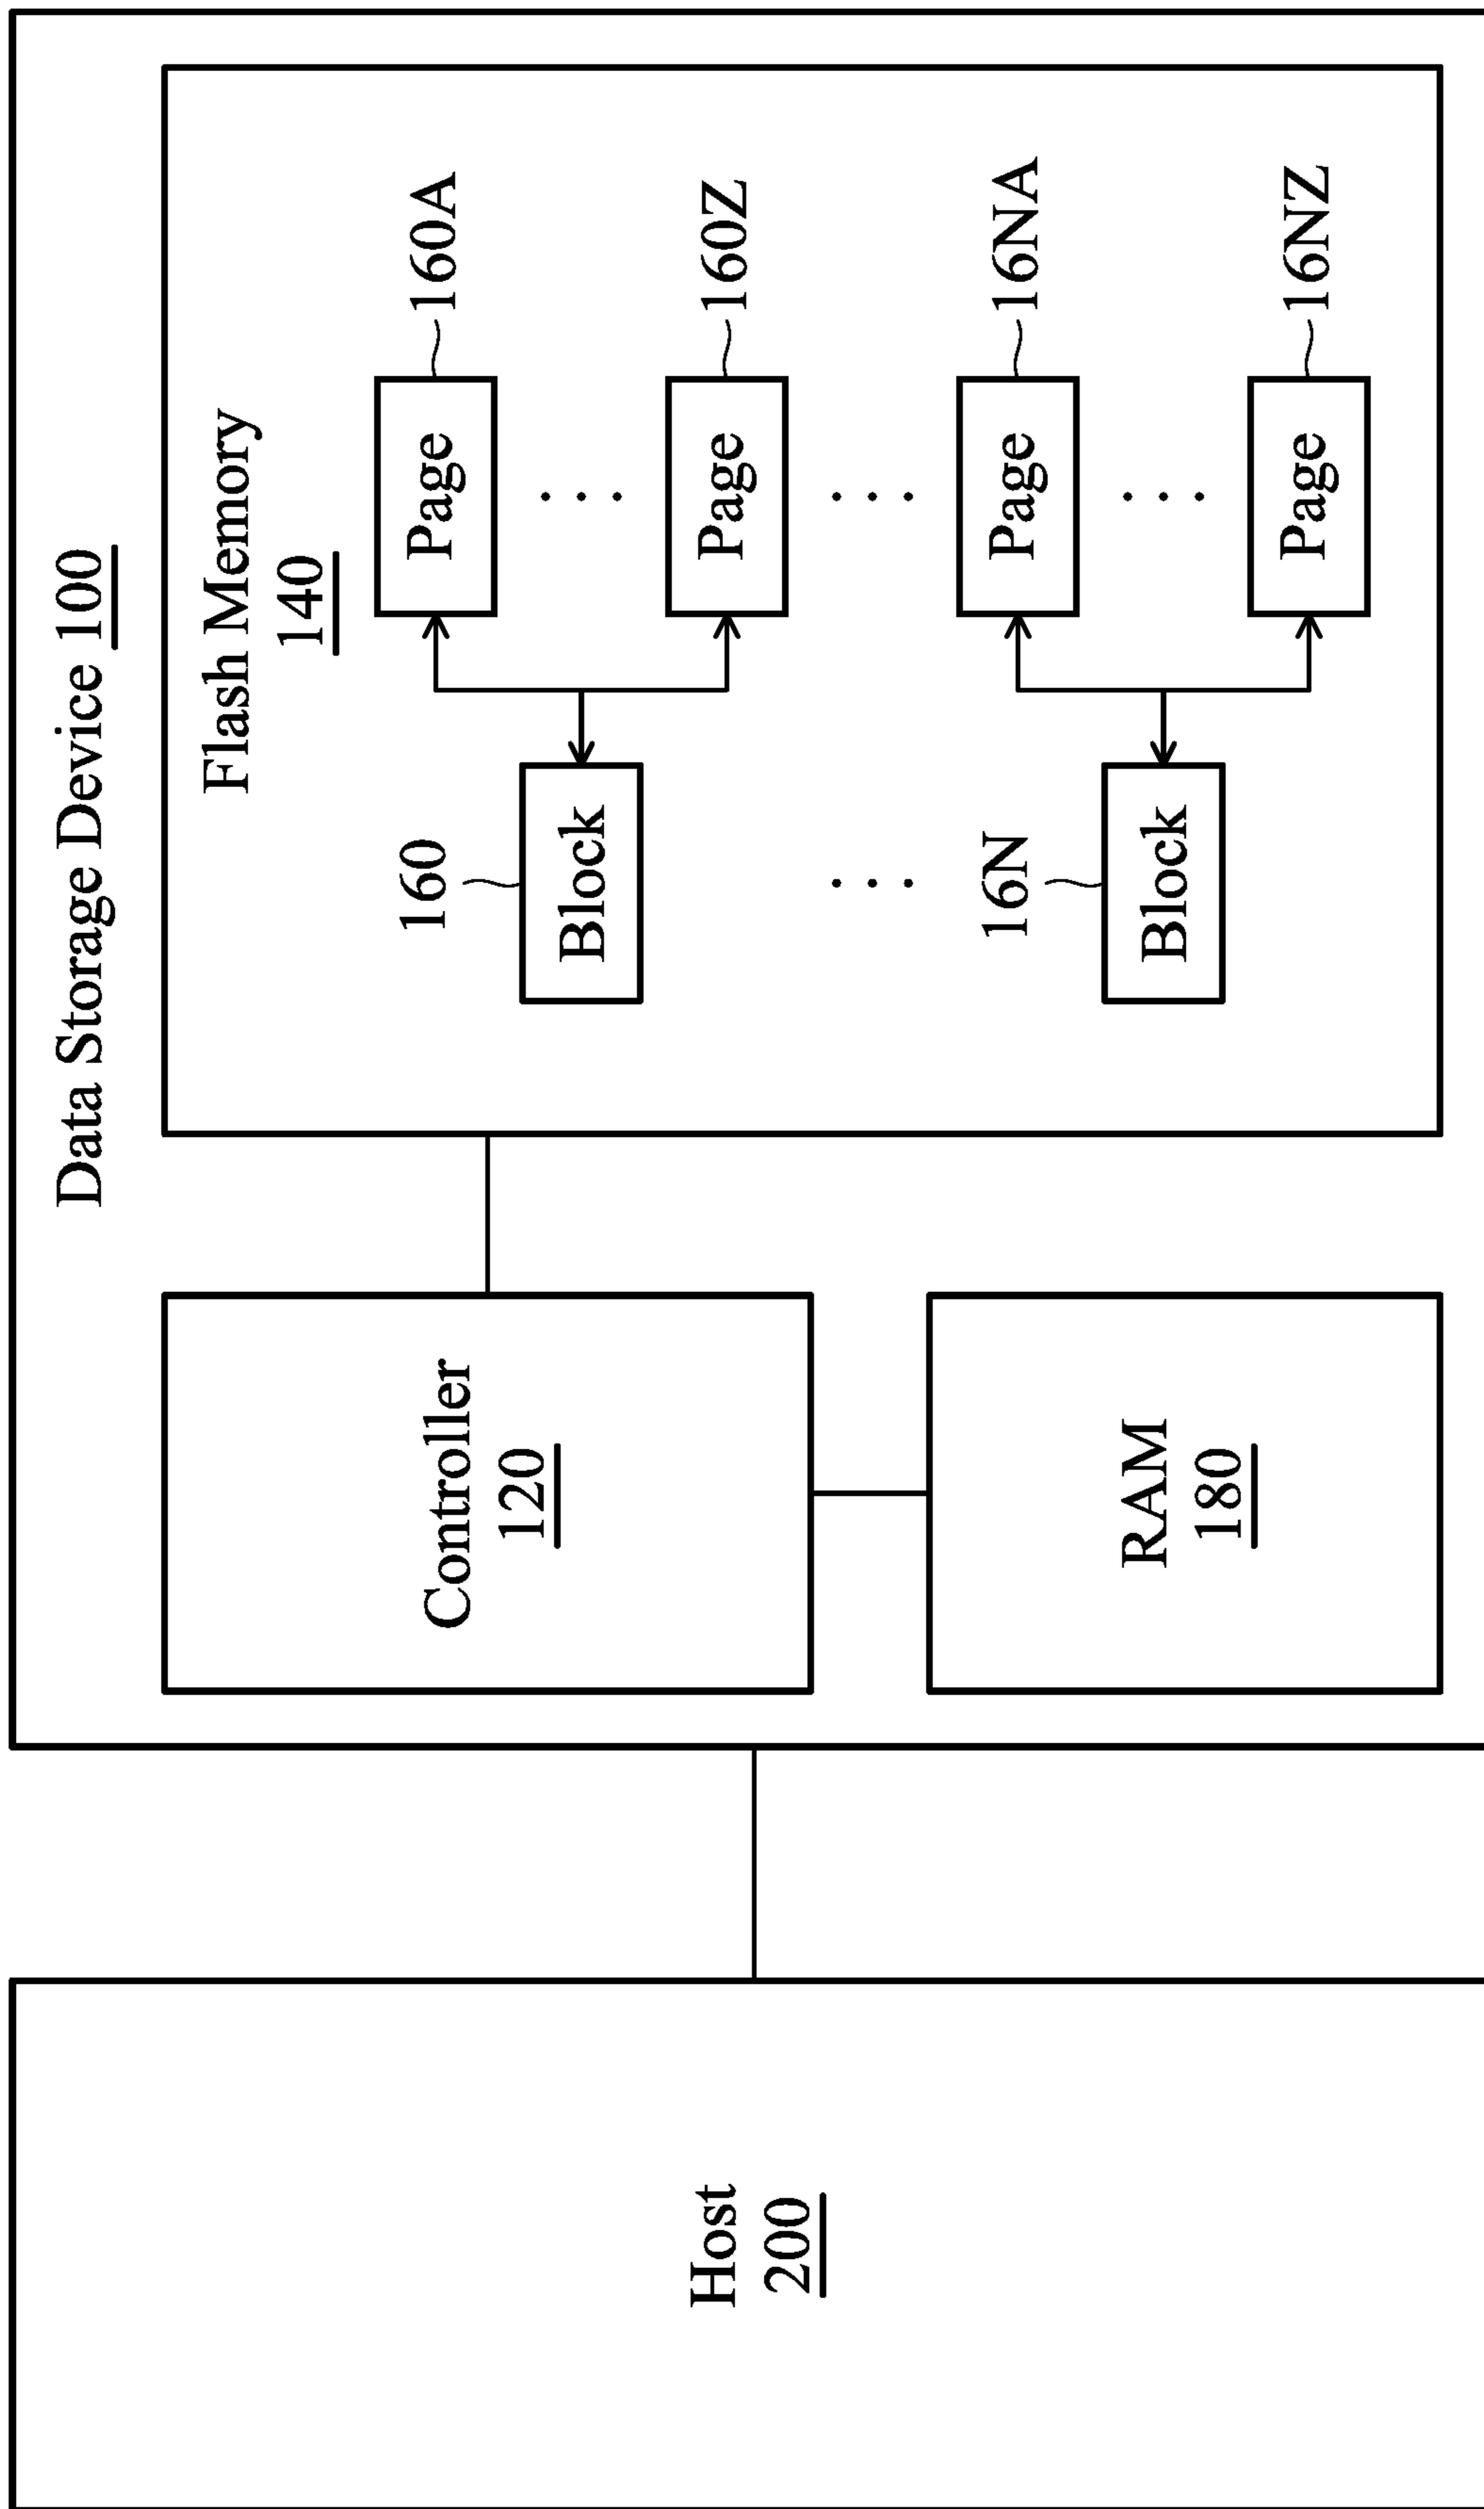 Data Storage Device 100
Host
200
Controller
120
RAM
180
Flash Memory
140
160
Block
Page
160A
. . .
Page
160Z
. . .
. . .
16N
Block
Page
16NA
. . .
Page
16NZ